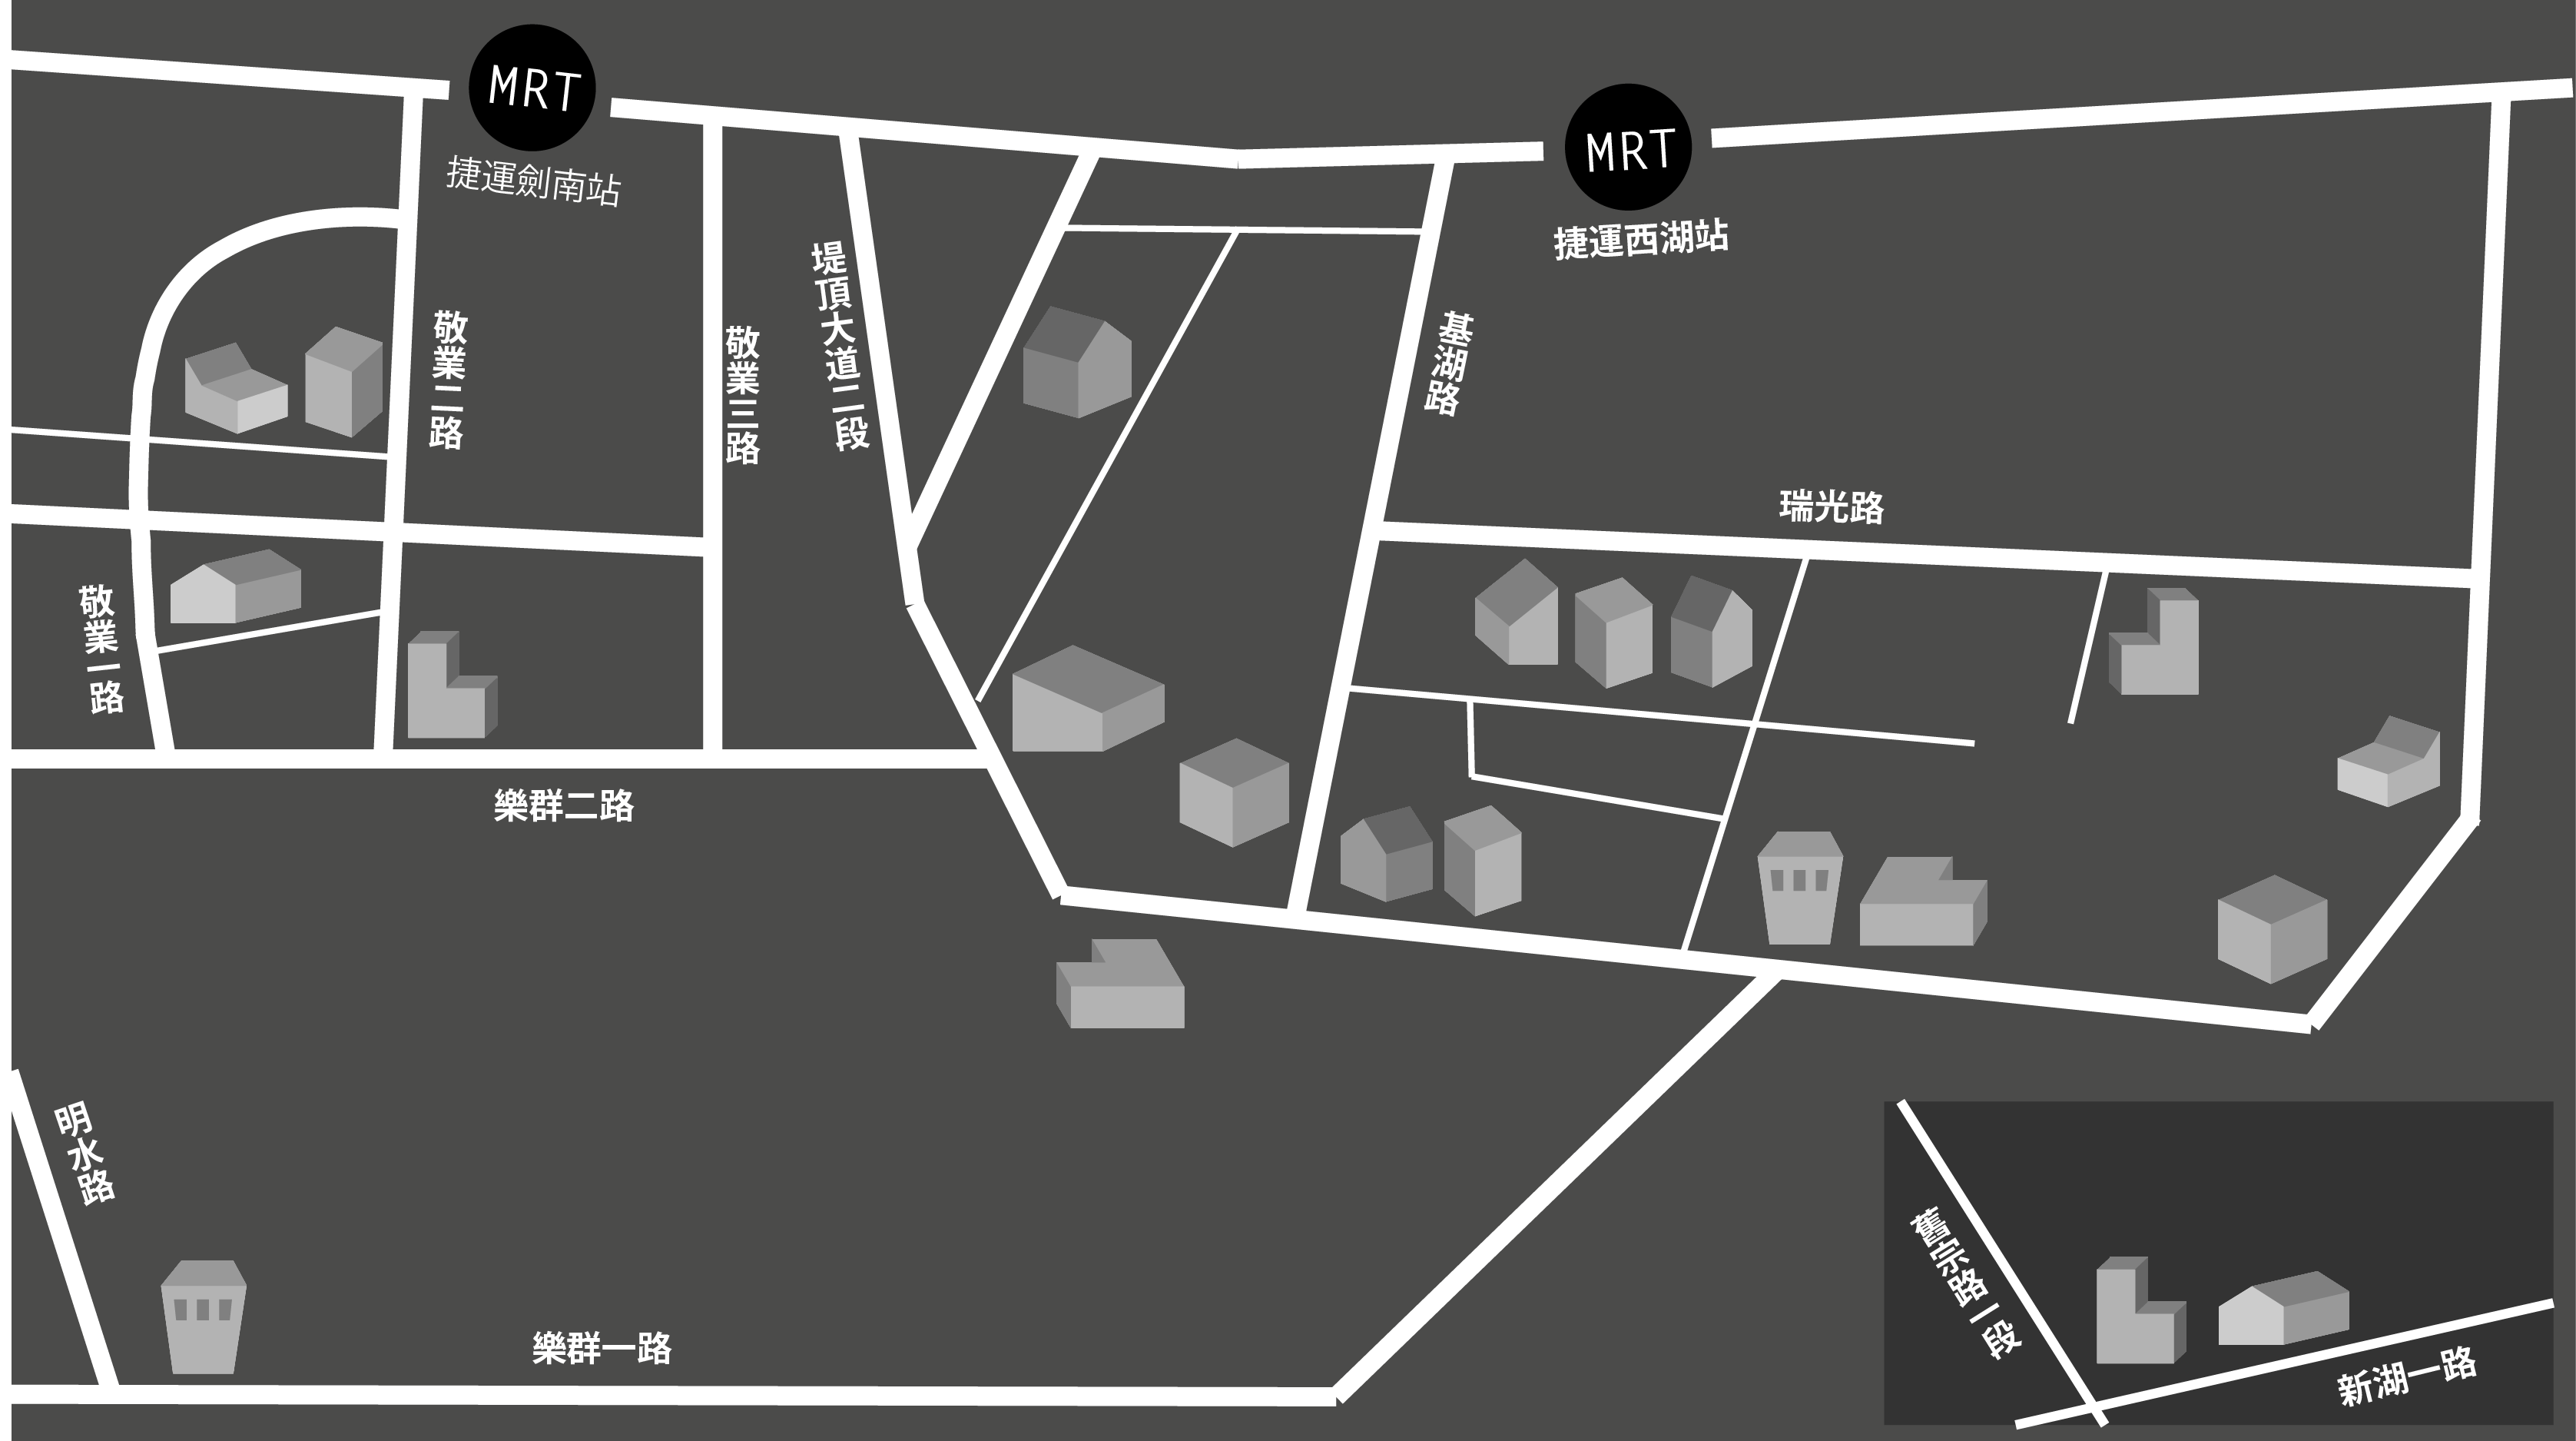 MRT
捷運劍南站
MRT
捷運西湖站
堤頂大道二段
敬業二路
敬業三路
基湖路
瑞光路
敬業一路
樂群二路
明水路
樂群一路
舊宗路一段
新湖一路